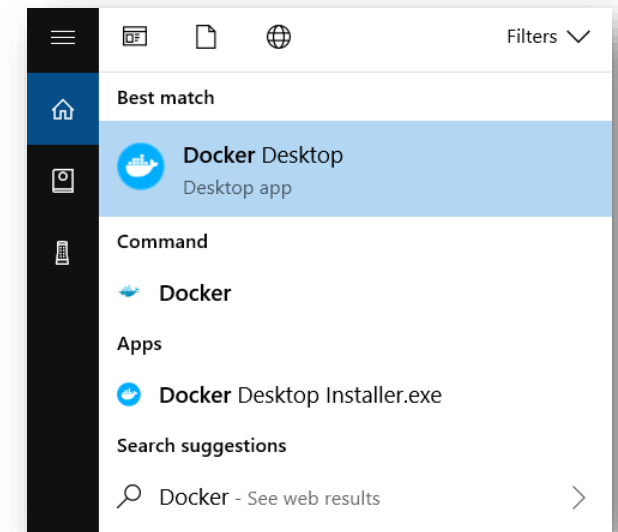 Filters
Best match
Docker Desktop
Desktop app
Command
Docker
Apps
Docker Desktop Installer.exe
Search suggestions
Docker - See web results